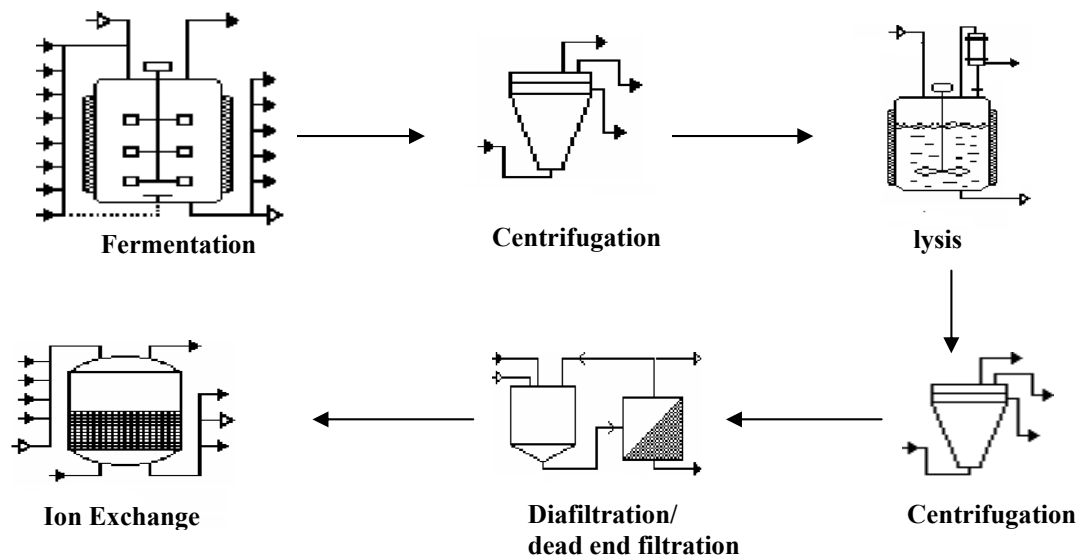 Fermentation
Centrifugation
lysis
Ion Exchange
Diafiltration/
dead end filtration
Centrifugation